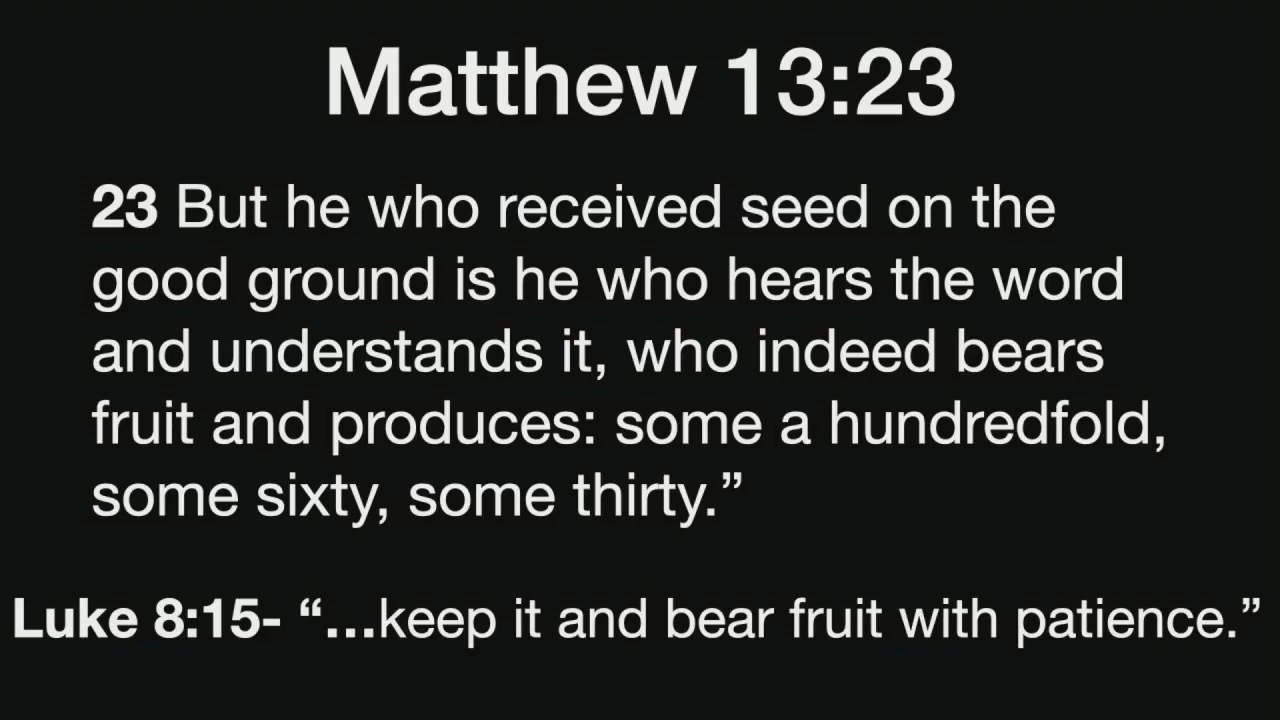 Matthew 13:23
23 But he who received seed on the
good ground is he who hears the word
and understands it, who indeed bears
fruit and produces: some a hundredfold,
some sixty, some thirty.”
Luke 8:15- “…keep it and bear fruit with patience.”